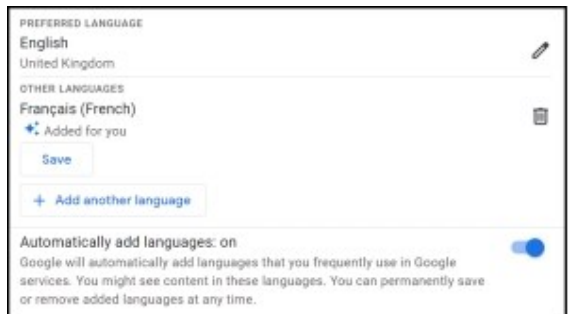 PREFERRED LANGUAGE
English
United Kingdom
OTHER LANGUAGES
Français (French)
Added for you
Save
+ Add another language
Automatically add languages: on
Google will automatically add languages that you frequently use in Google
services. You might see content in these languages. You can permanently save
or remove added languages at any time.